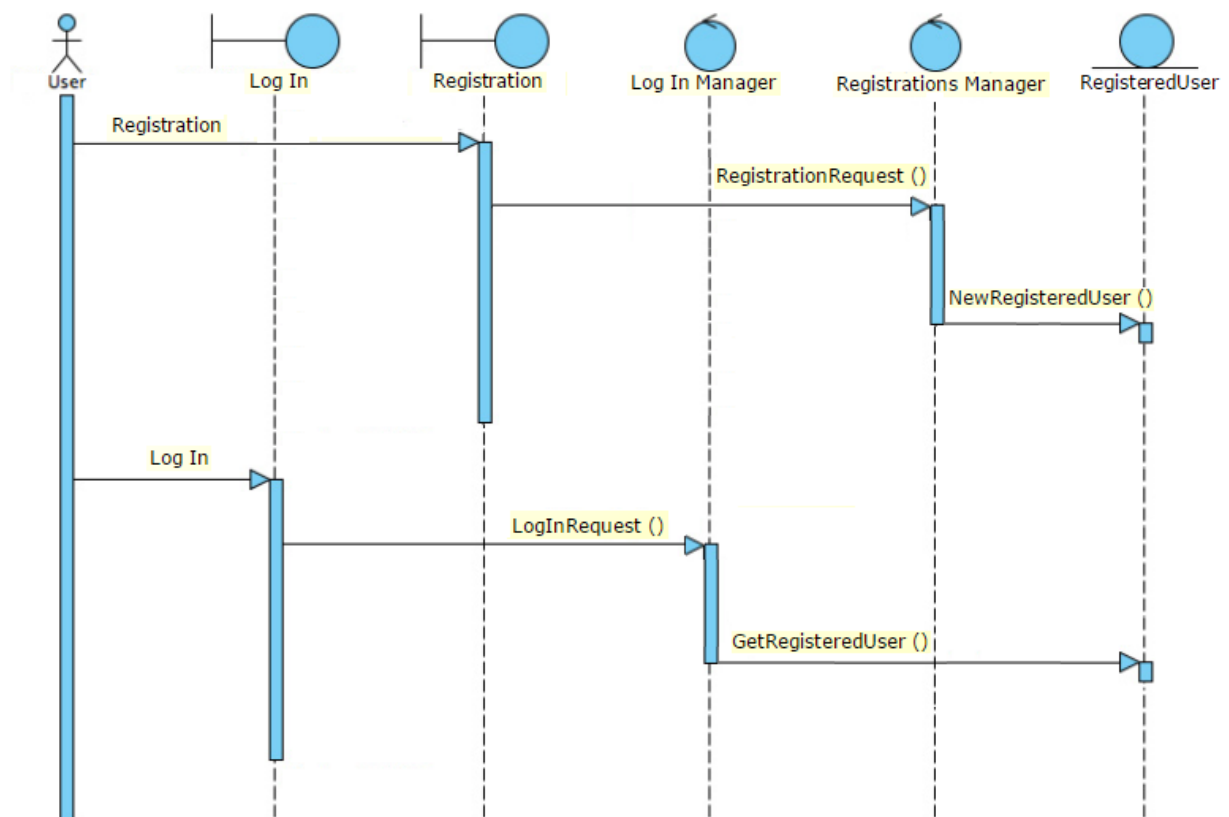 User
Log In
Registration
Log In Manager
Registrations Manager
RegisteredUser
Registration
RegistrationRequest ()
NewRegisteredUser ()
Log In
LogInRequest ()
GetRegisteredUser ()